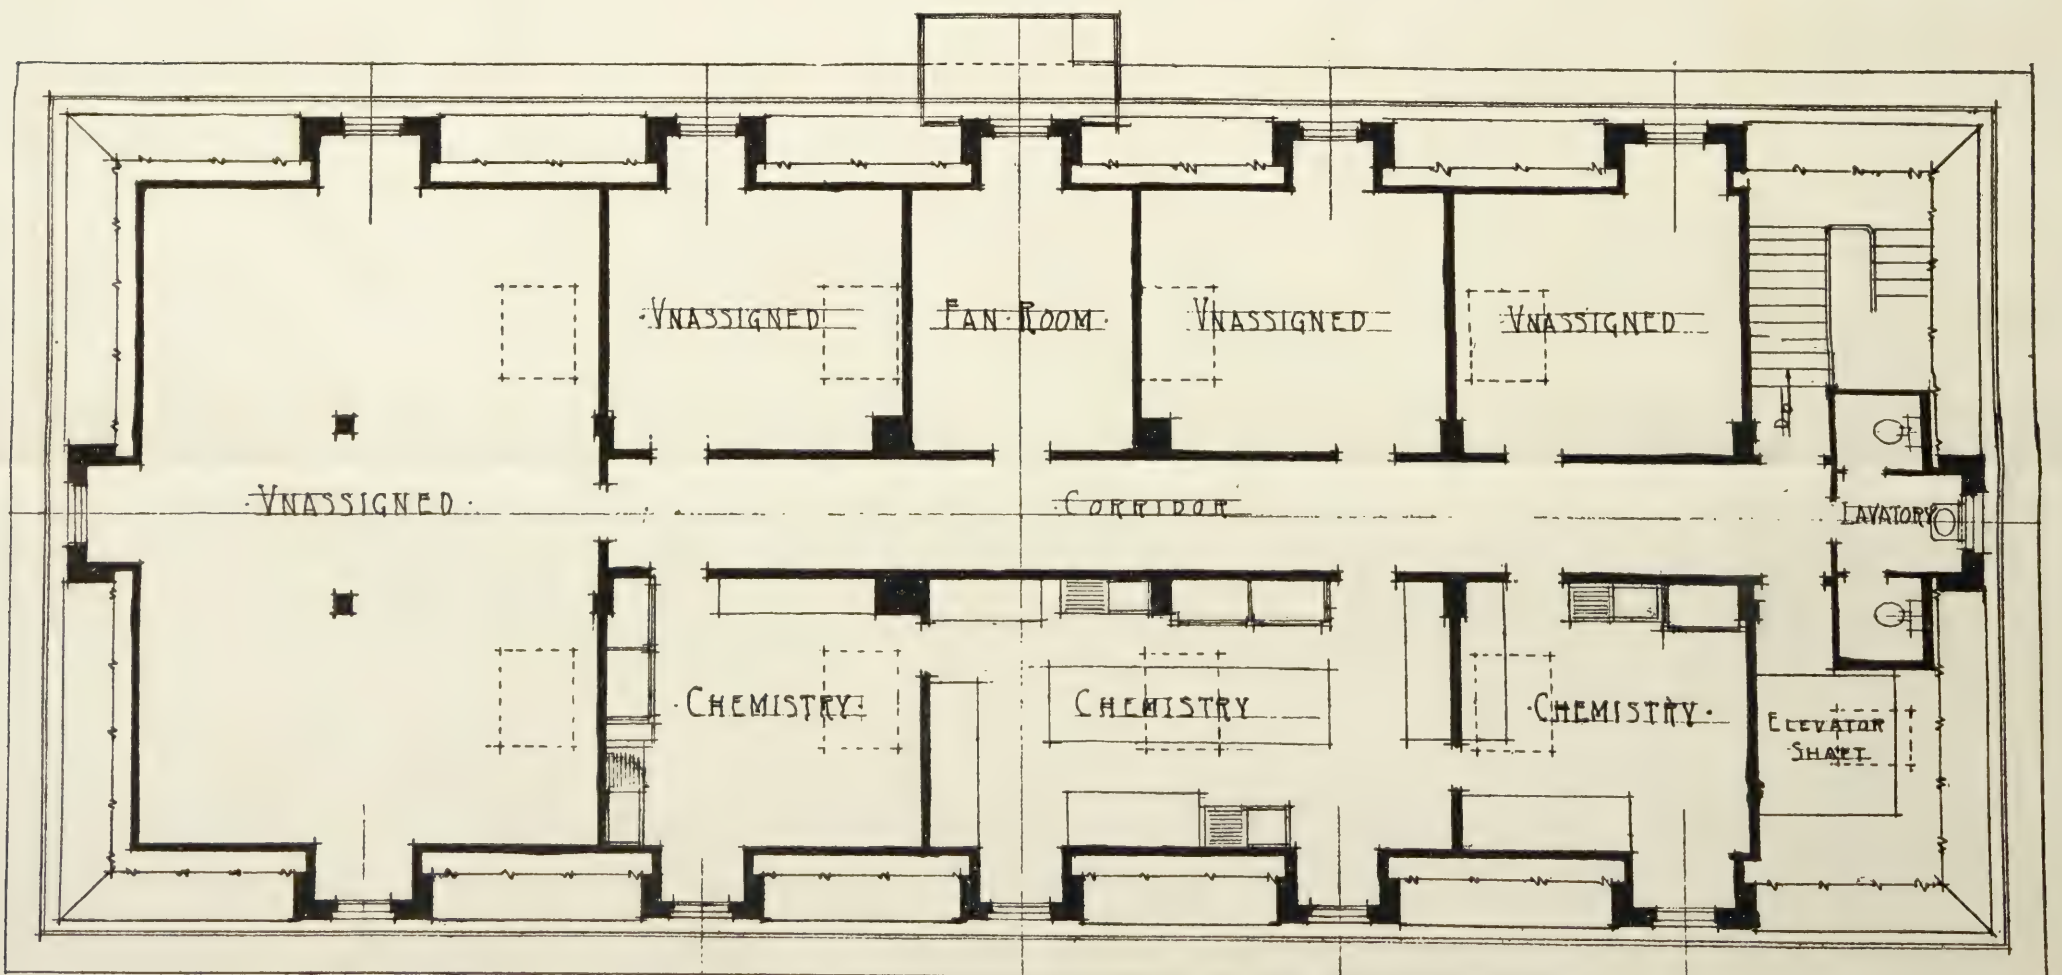 ·VNASSIGNED·
·FAN·ROOM·
VNASSIGNED
·VNASSIGNED
·VNASSIGNED·
·CORRIDOR
LAVATORY
·CHEMISTRY·
CHEMISTRY
·CHEMISTRY·
ELEVATOR
SHAFT